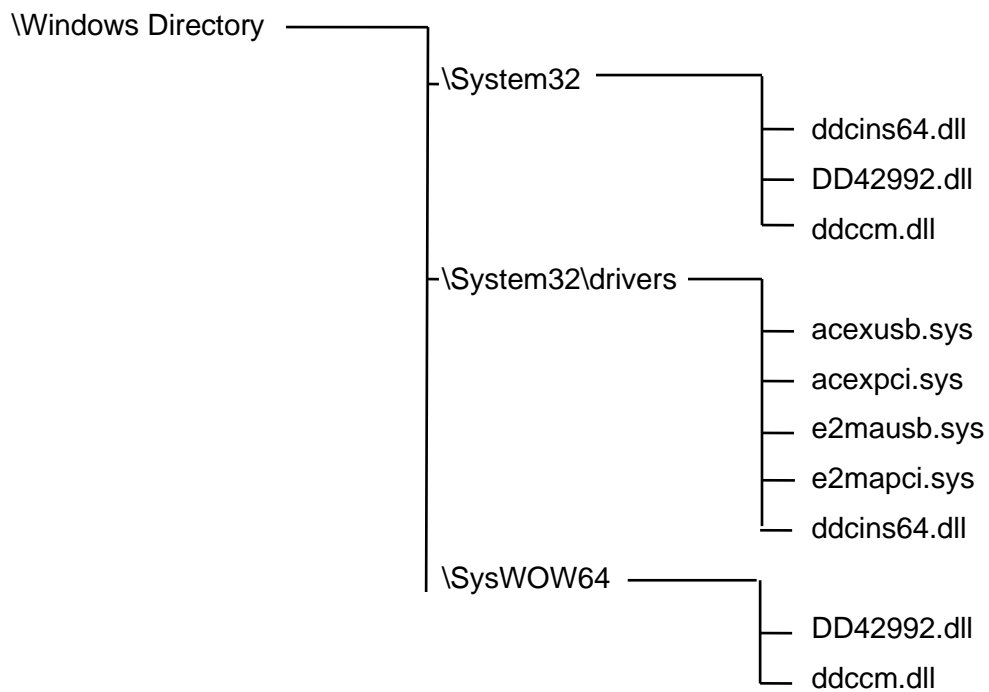 \Windows Directory
\System32
ddcins64.dll
DD42992.dll
ddccm.dll
\System32\drivers
acexusb.sys
acexpci.sys
e2mausb.sys
e2mapci.sys
ddcins64.dll
\SysWOW64
DD42992.dll
ddccm.dll